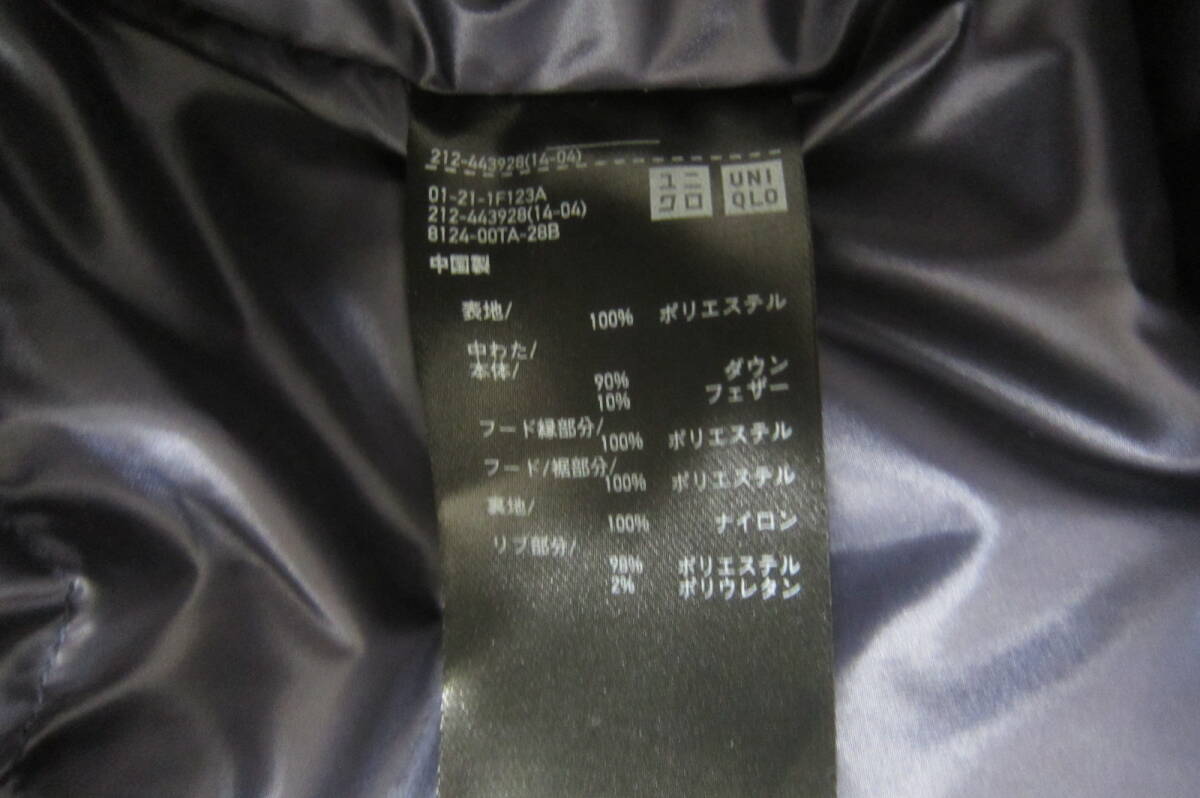 212-443928(14-04)
ユニ
クロ
UNI
QLO
01-21-1F123A
212-443928(14-04)
8124-00TA-28B
中国製
表地/
100% ポリエステル
中わた/
本体/
90% ダウン
10% フェザー
フード縁部分/
100% ポリエステル
フード/裾部分/
100% ポリエステル
裏地/
100% ナイロン
リブ部分/
98% ポリエステル
2% ポリウレタン